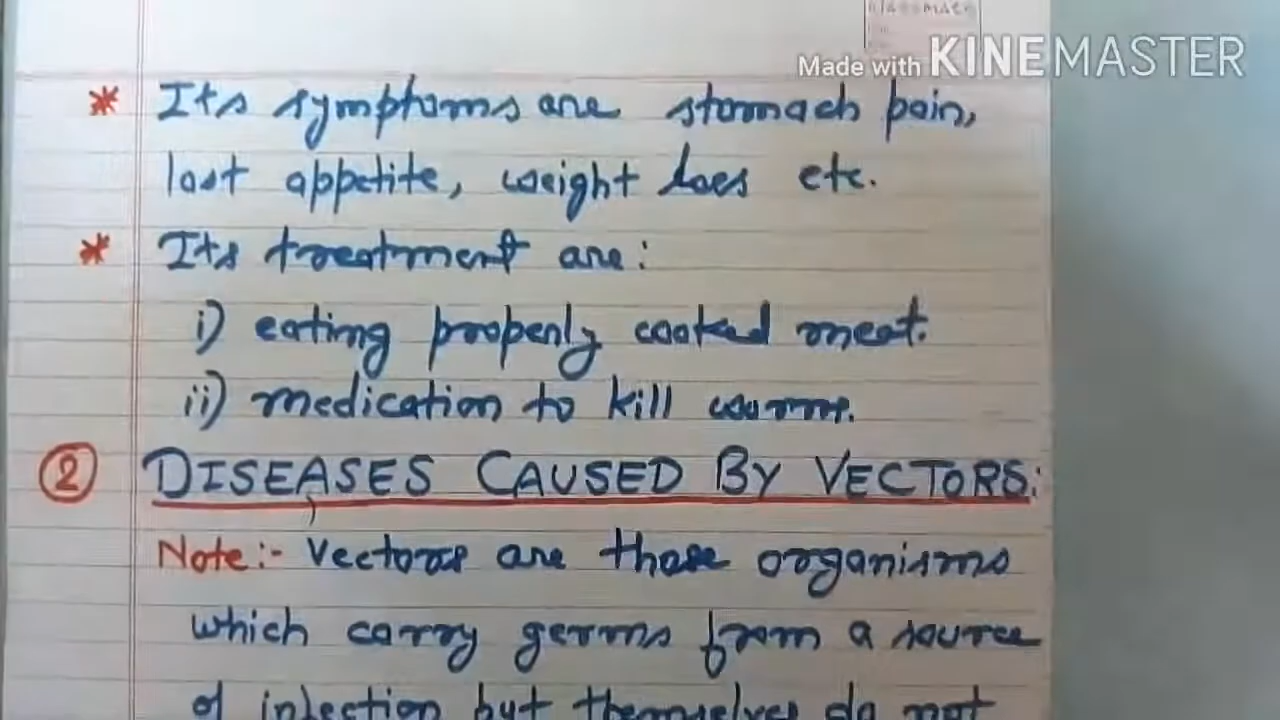 Made with KINEMASTER
* Its symptoms are stomach pain,
lost appetite, weight loss etc.
* Its treatment are:
i) eating properly cooked meat.
ii) medication to kill worms.
② DISEASES CAUSED BY VECTORS:
Note:- Vectors are those organisms
which carry germs from a source
of infection but themselves do not